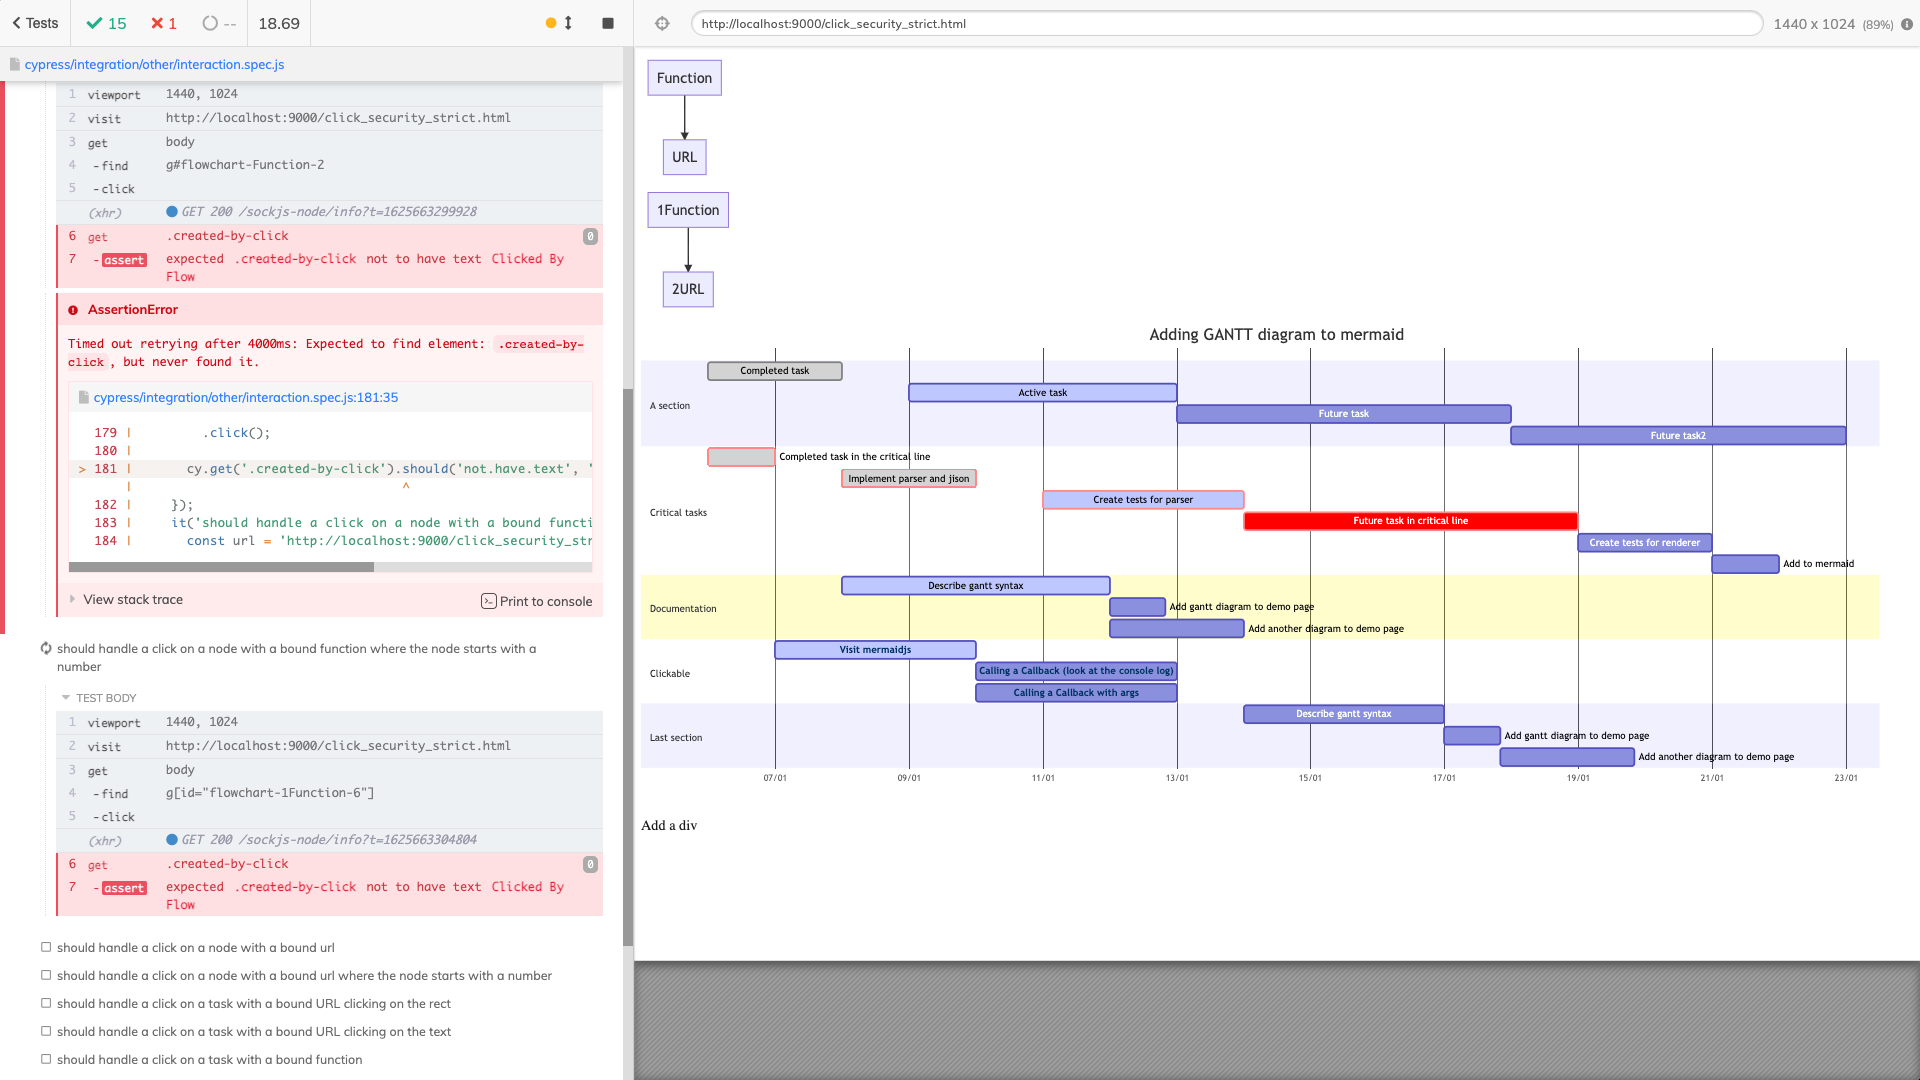 Tests
15
1
--
18.69
cypress/integration/other/interaction.spec.js
1 viewport 1440, 1024
2 visit http://localhost:9000/click_security_strict.html
3 get body
4 -find g#flowchart-Function-2
5 -click
(xhr) GET 200 /sockjs-node/info?t=1625663299928
6 get .created-by-click 0
7 -assert expected .created-by-click not to have text Clicked By
Flow
AssertionError
Timed out retrying after 4000ms: Expected to find element: .created-by-
click, but never found it.
cypress/integration/other/interaction.spec.js:181:35
179 | .click();
180 |
> 181 | cy.get('.created-by-click').should('not.have.text', '
| ^
182 | });
183 | it('should handle a click on a node with a bound functi
184 | const url = 'http://localhost:9000/click_security_str
View stack trace
Print to console
should handle a click on a node with a bound function where the node starts with a
number
TEST BODY
1 viewport 1440, 1024
2 visit http://localhost:9000/click_security_strict.html
3 get body
4 -find g[id="flowchart-1Function-6"]
5 -click
(xhr) GET 200 /sockjs-node/info?t=1625663304804
6 get .created-by-click 0
7 -assert expected .created-by-click not to have text Clicked By
Flow
should handle a click on a node with a bound url
should handle a click on a node with a bound url where the node starts with a number
should handle a click on a task with a bound URL clicking on the rect
should handle a click on a task with a bound URL clicking on the text
should handle a click on a task with a bound function
http://localhost:9000/click_security_strict.html
1440 x 1024 (89%)
Function
URL
1Function
2URL
Adding GANTT diagram to mermaid
Completed task
Active task
A section
Future task
Future task2
Completed task in the critical line
Implement parser and jison
Create tests for parser
Critical tasks
Future task in critical line
Create tests for renderer
Add to mermaid
Describe gantt syntax
Documentation
Add gantt diagram to demo page
Add another diagram to demo page
Visit mermaidjs
Clickable
Calling a Callback (look at the console log)
Calling a Callback with args
Describe gantt syntax
Last section
Add gantt diagram to demo page
Add another diagram to demo page
07/01 09/01 11/01 13/01 15/01 17/01 19/01 21/01 23/01
Add a div